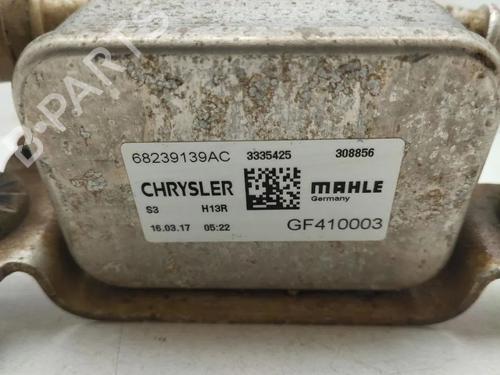 68239139AC 3335425 308856
CHRYSLER MAHLE
Germany
S3 H13R
16.03.17 05:22 GF410003
B-PARTS